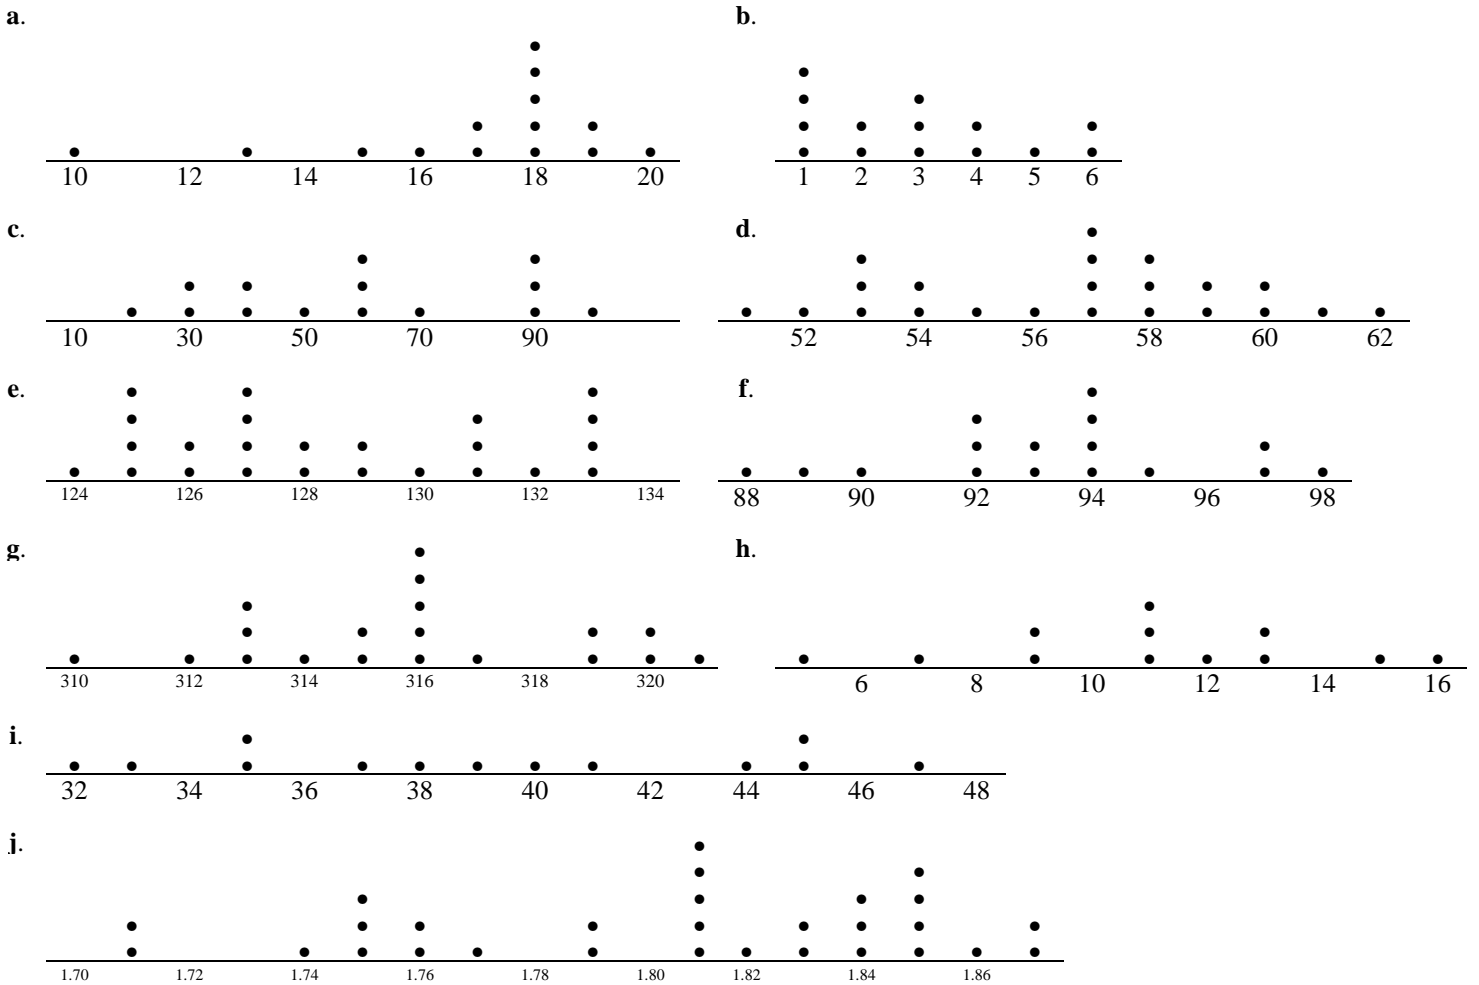 a. b.
10 12 14 16 18 20 1 2 3 4 5 6
c. d.
10 30 50 70 90 52 54 56 58 60 62
e. f.
124 126 128 130 132 134 88 90 92 94 96 98
g. h.
310 312 314 316 318 320 6 8 10 12 14 16
i.
32 34 36 38 40 42 44 46 48
j.
1.70 1.72 1.74 1.76 1.78 1.80 1.82 1.84 1.86